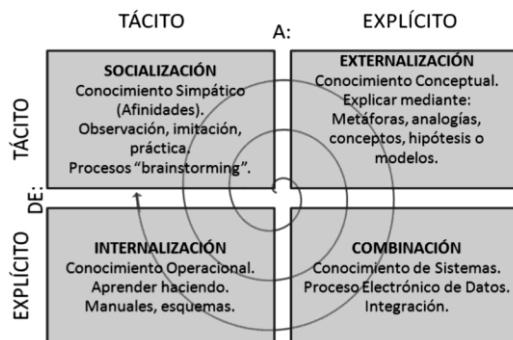 TÁCITO
A:
EXPLÍCITO
TÁCITO
SOCIALIZACIÓN
Conocimiento Simpático
(Afinidades).
Observación, imitación,
práctica.
Procesos “brainstorming”.
EXTERNALIZACIÓN
Conocimiento Conceptual.
Explicar mediante:
Metáforas, analogías,
conceptos, hipótesis o
modelos.
DE:
EXPLÍCITO
INTERNALIZACIÓN
Conocimiento Operacional.
Aprender haciendo.
Manuales, esquemas.
COMBINACIÓN
Conocimiento de Sistemas.
Proceso Electrónico de Datos.
Integración.